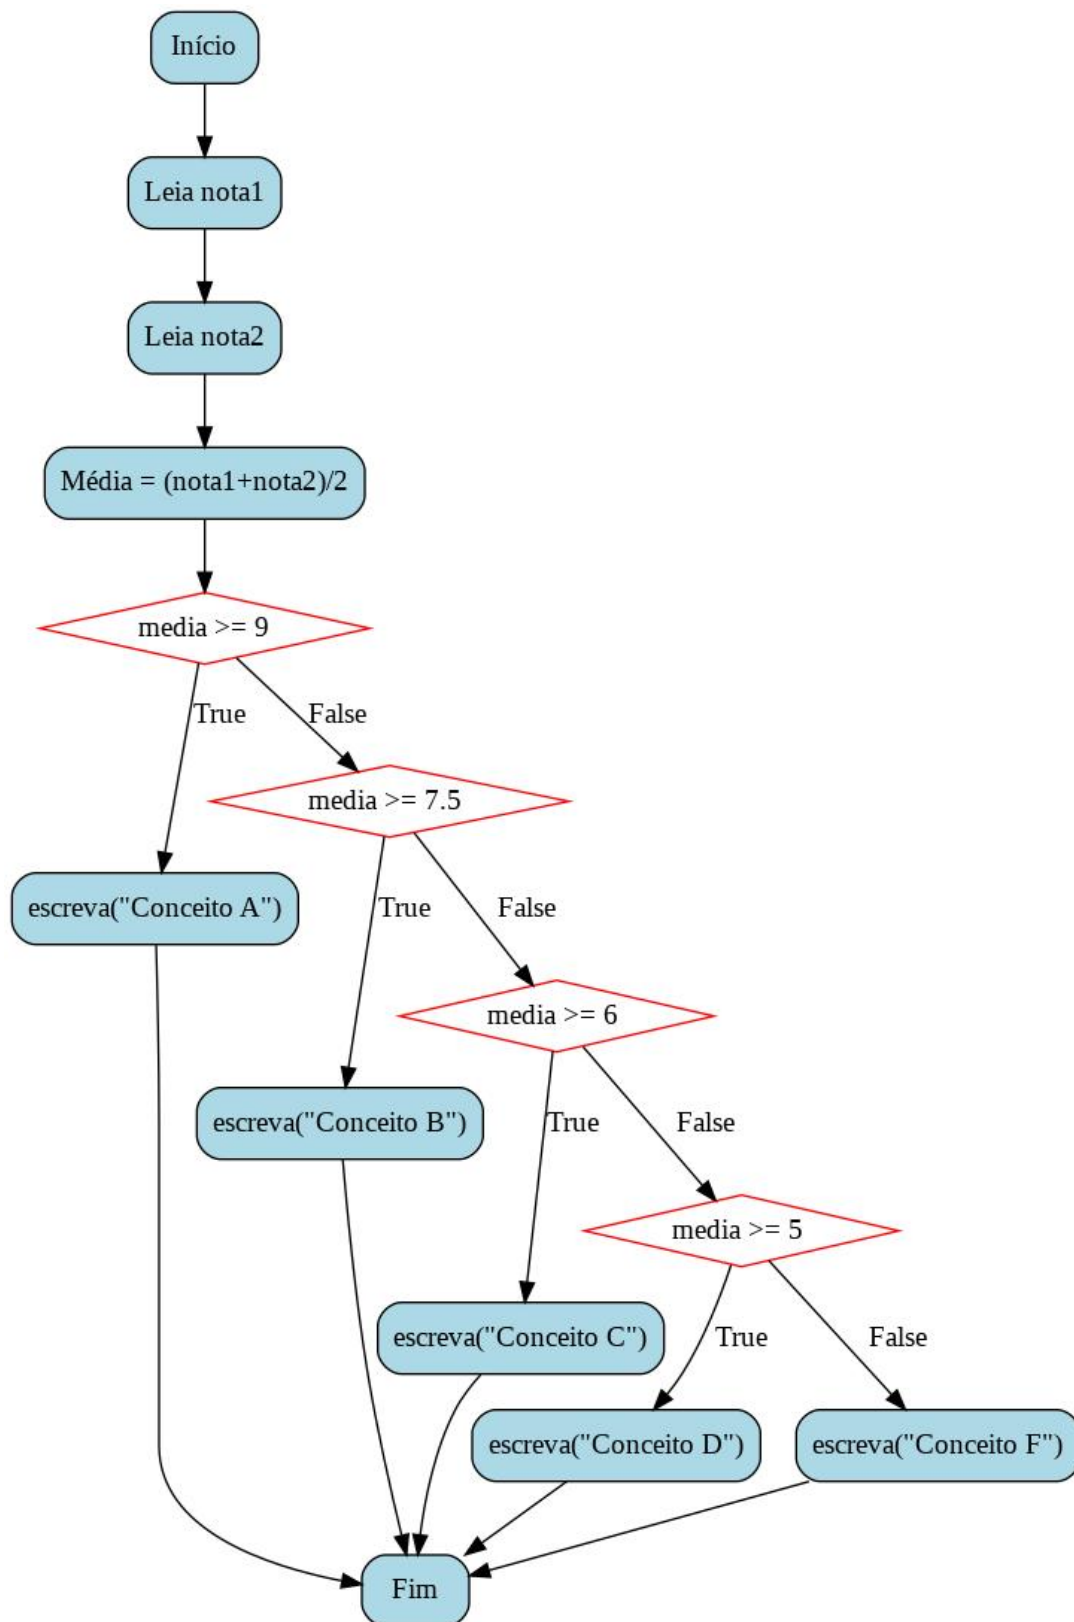 Início
Leia nota1
Leia nota2
Média = (nota1+nota2)/2
media >= 9
True
False
media >= 7.5
escreva("Conceito A")
True
False
media >= 6
escreva("Conceito B")
True
False
media >= 5
escreva("Conceito C")
True
False
escreva("Conceito D")
escreva("Conceito F")
Fim